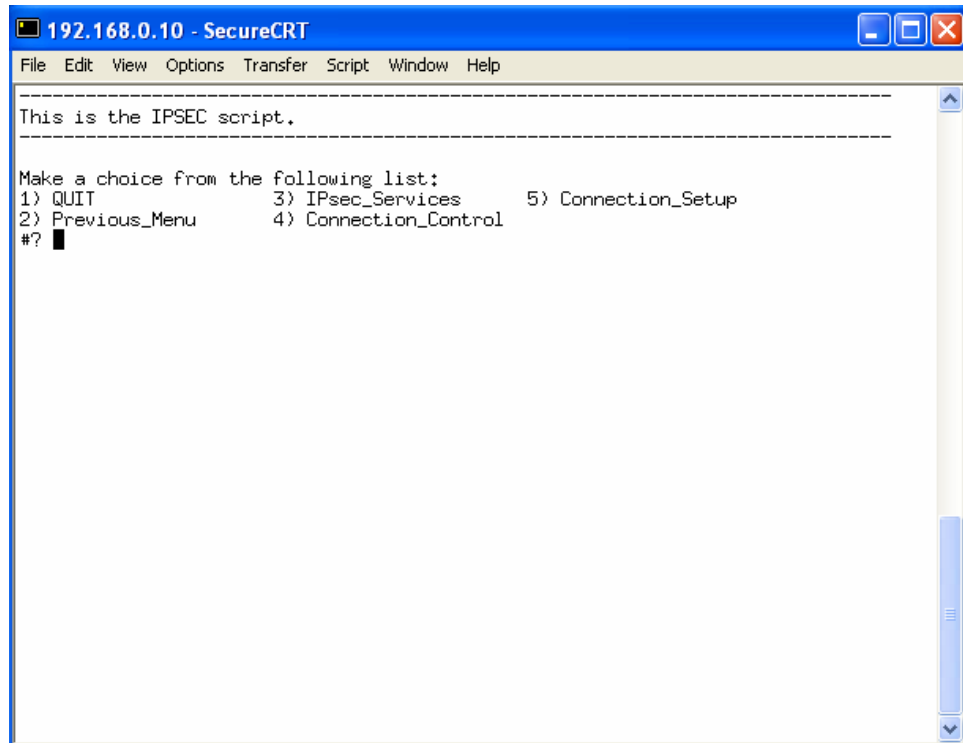 192.168.0.10 - SecureCRT
File Edit View Options Transfer Script Window Help
--------------------------------------------------------------------------------
This is the IPSEC script.
--------------------------------------------------------------------------------
Make a choice from the following list:
1) QUIT 3) IPsec_Services 5) Connection_Setup
2) Previous_Menu 4) Connection_Control
#?